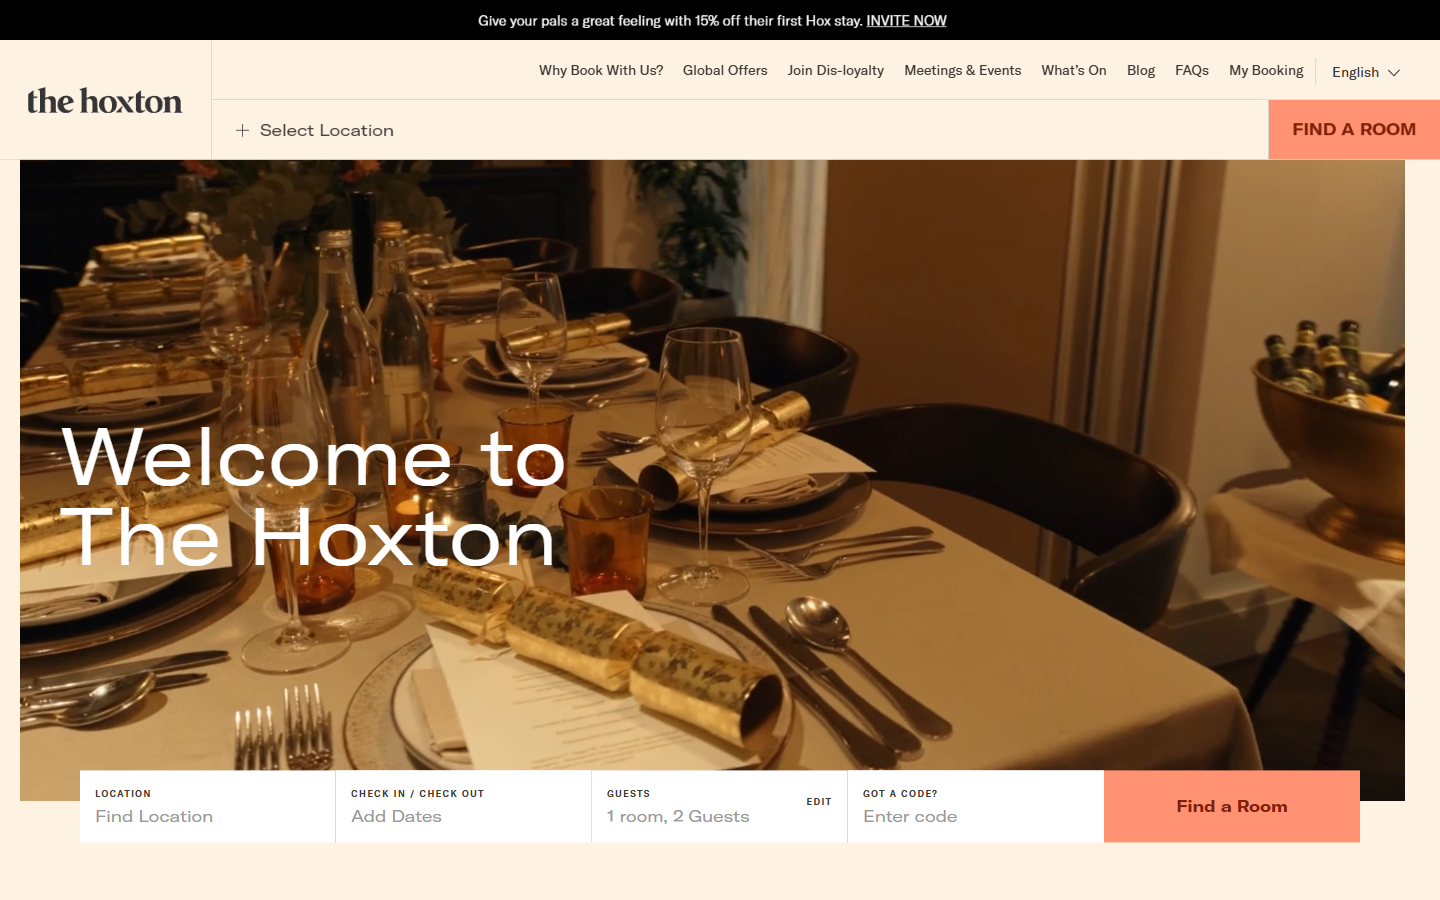 Give your pals a great feeling with 15% off their first Hox stay. INVITE NOW
the hoxton
Why Book With Us? Global Offers Join Dis-loyalty Meetings & Events What's On Blog FAQs My Booking English
Select Location
FIND A ROOM
Welcome to
The Hoxton
LOCATION
Find Location
CHECK IN / CHECK OUT
Add Dates
GUESTS
1 room, 2 Guests
EDIT
GOT A CODE?
Enter code
Find a Room